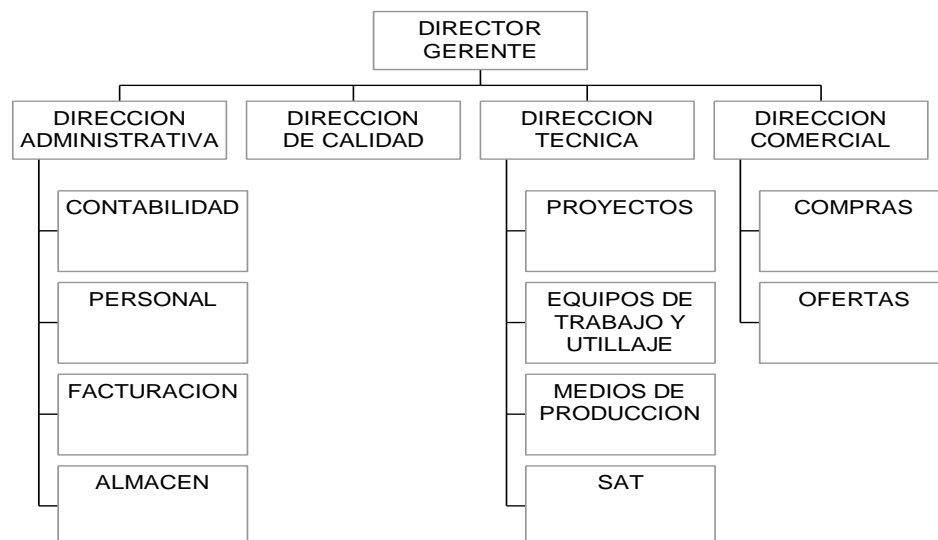 DIRECTOR
GERENTE
DIRECCION
ADMINISTRATIVA
DIRECCION
DE CALIDAD
DIRECCION
TECNICA
DIRECCION
COMERCIAL
CONTABILIDAD
PERSONAL
FACTURACION
ALMACEN
PROYECTOS
EQUIPOS DE
TRABAJO Y
UTILLAJE
MEDIOS DE
PRODUCCION
SAT
COMPRAS
OFERTAS